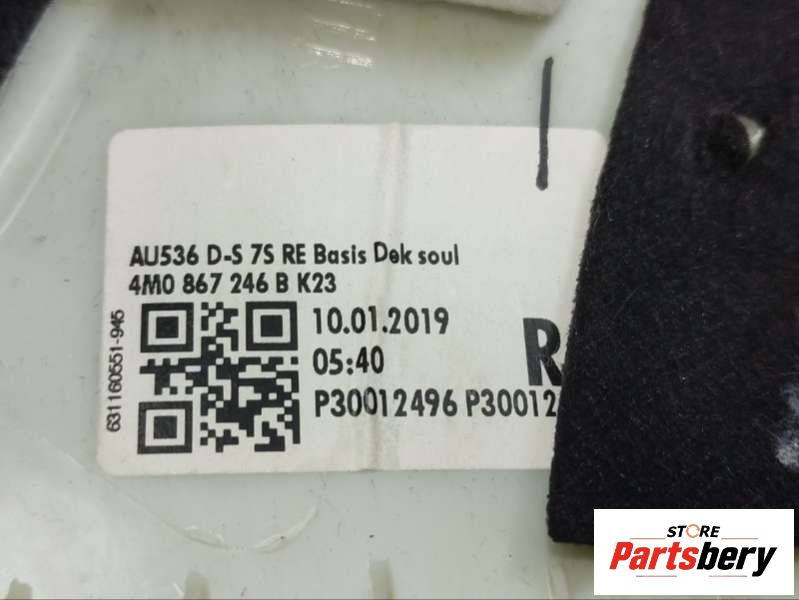 AU536 D-S 7S RE Basis Dek soul
4M0 867 246 B K23
631160551-945
10.01.2019
05:40
R
P30012496 P30012
STORE
Partsbery